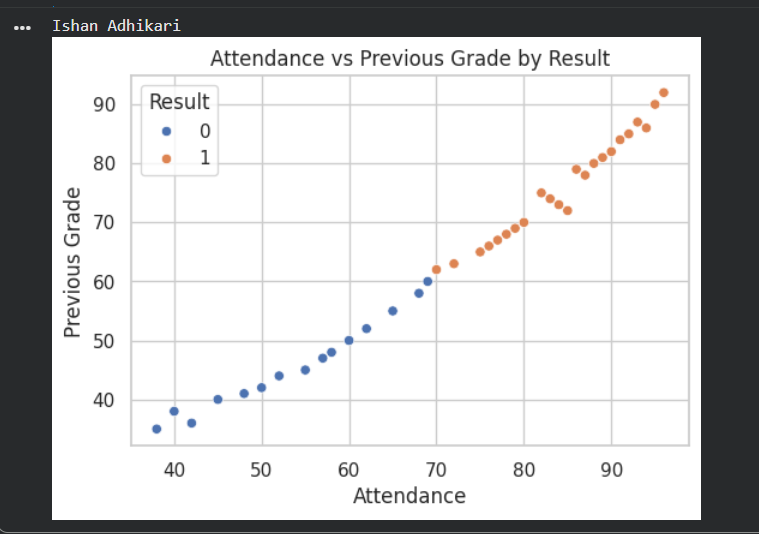 Ishan Adhikari
Attendance vs Previous Grade by Result
Result
0
1
Previous Grade
90
80
70
60
50
40
40 50 60 70 80 90
Attendance